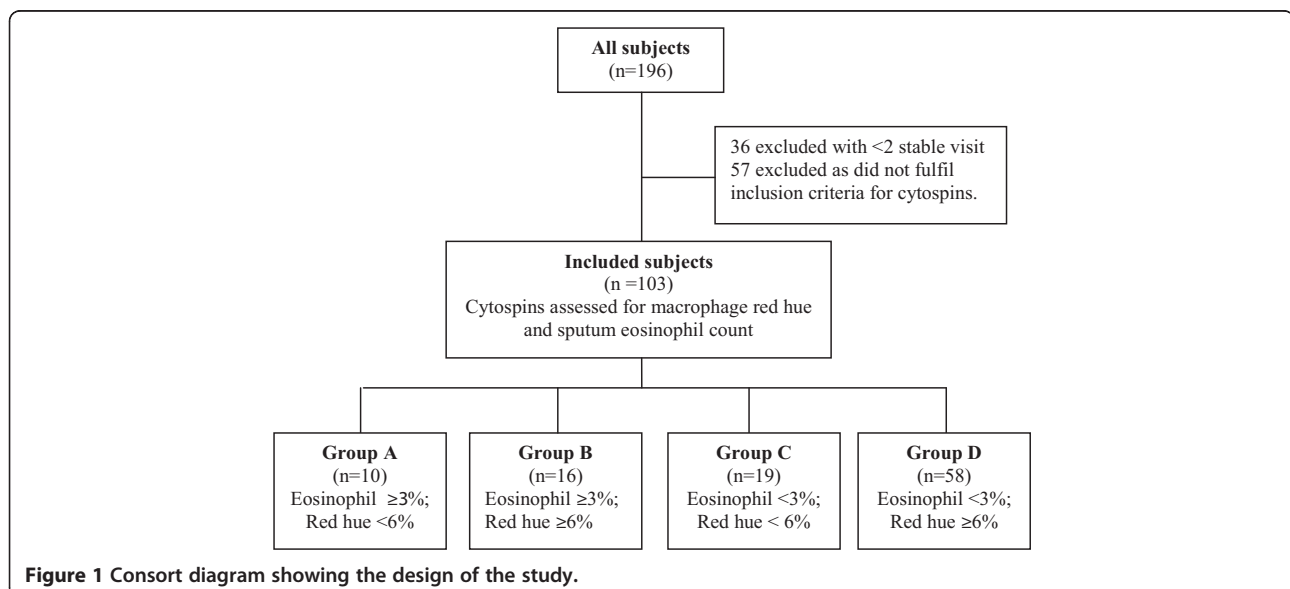 All subjects
(n=196)
36 excluded with <2 stable visit
57 excluded as did not fulfil
inclusion criteria for cytospins.
Included subjects
(n =103)
Cytospins assessed for macrophage red hue
and sputum eosinophil count
Group A
(n=10)
Eosinophil ≥3%;
Red hue <6%
Group B
(n=16)
Eosinophil ≥3%;
Red hue ≥6%
Group C
(n=19)
Eosinophil <3%;
Red hue < 6%
Group D
(n=58)
Eosinophil <3%;
Red hue ≥6%
Figure 1 Consort diagram showing the design of the study.